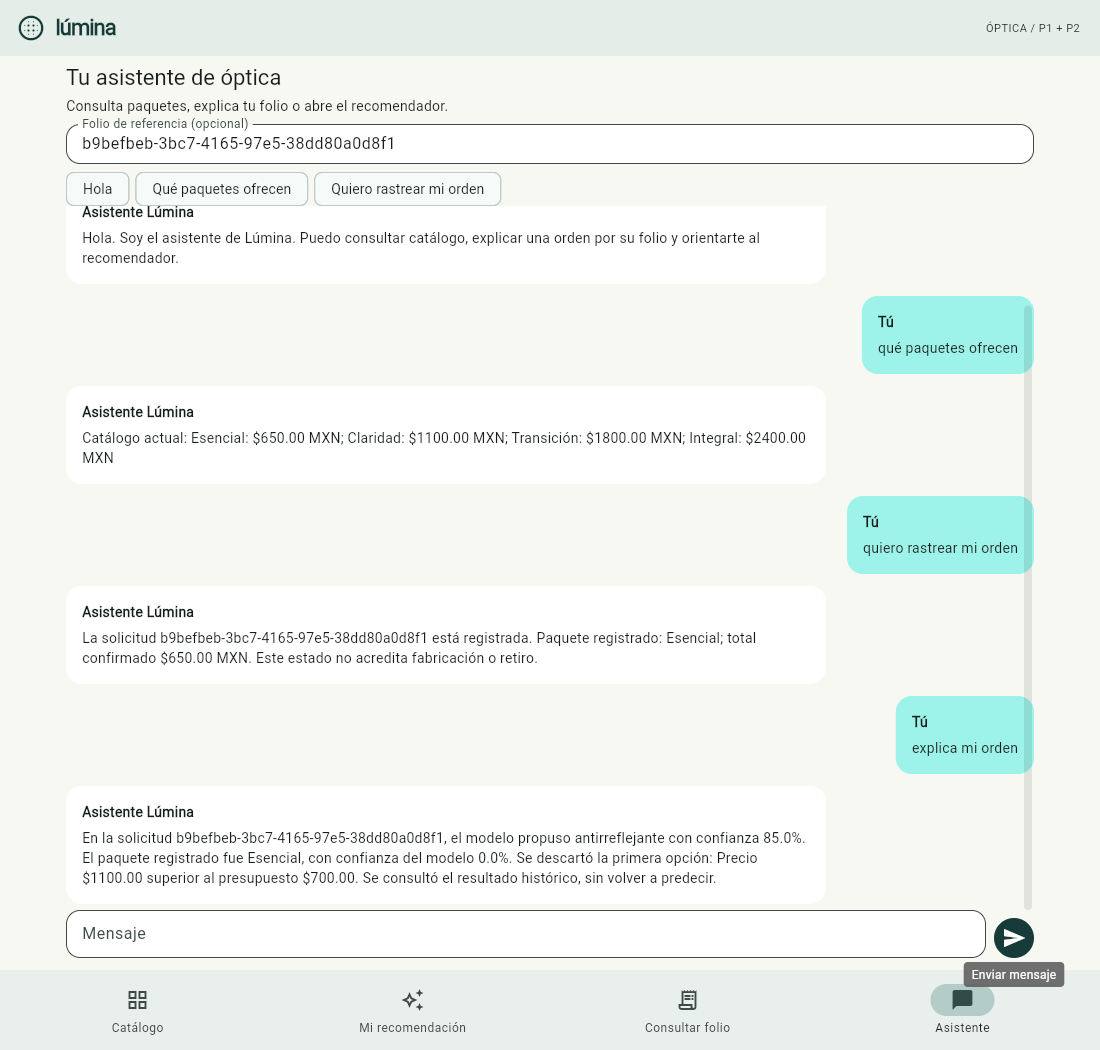 lúmina
ÓPTICA / P1 + P2
Tu asistente de óptica
Consulta paquetes, explica tu folio o abre el recomendador.
Folio de referencia (opcional)
b9befbeb-3bc7-4165-97e5-38dd80a0d8f1
Hola
Qué paquetes ofrecen
Quiero rastrear mi orden
Asistente Lúmina
Hola. Soy el asistente de Lúmina. Puedo consultar catálogo, explicar una orden por su folio y orientarte al
recomendador.
Tú
qué paquetes ofrecen
Asistente Lúmina
Catálogo actual: Esencial: $650.00 MXN; Claridad: $1100.00 MXN; Transición: $1800.00 MXN; Integral: $2400.00
MXN
Tú
quiero rastrear mi orden
Asistente Lúmina
La solicitud b9befbeb-3bc7-4165-97e5-38dd80a0d8f1 está registrada. Paquete registrado: Esencial; total
confirmado $650.00 MXN. Este estado no acredita fabricación o retiro.
Tú
explica mi orden
Asistente Lúmina
En la solicitud b9befbeb-3bc7-4165-97e5-38dd80a0d8f1, el modelo propuso antirreflejante con confianza 85.0%.
El paquete registrado fue Esencial, con confianza del modelo 0.0%. Se descartó la primera opción: Precio
$1100.00 superior al presupuesto $700.00. Se consultó el resultado histórico, sin volver a predecir.
Mensaje
Enviar mensaje
Catálogo
Mi recomendación
Consultar folio
Asistente